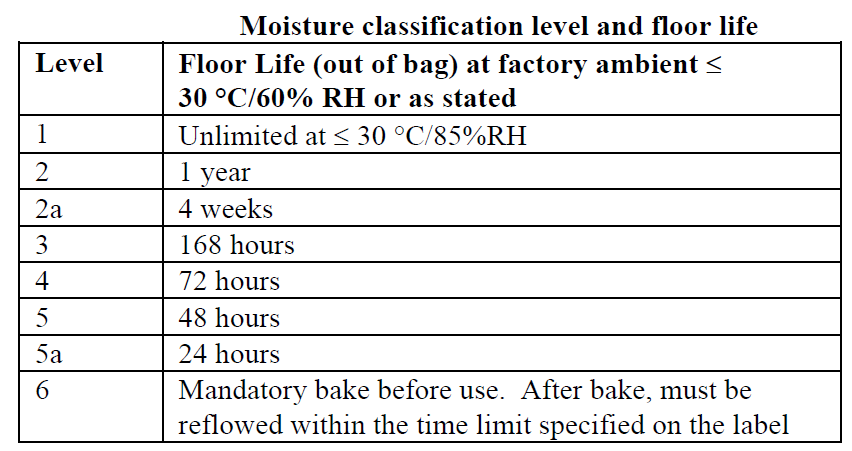 Moisture classification level and floor life
Level
Floor Life (out of bag) at factory ambient ≤
30 °C/60% RH or as stated
1
Unlimited at ≤ 30 °C/85%RH
2
1 year
2a
4 weeks
3
168 hours
4
72 hours
5
48 hours
5a
24 hours
6
Mandatory bake before use.  After bake, must be
reflowed within the time limit specified on the label